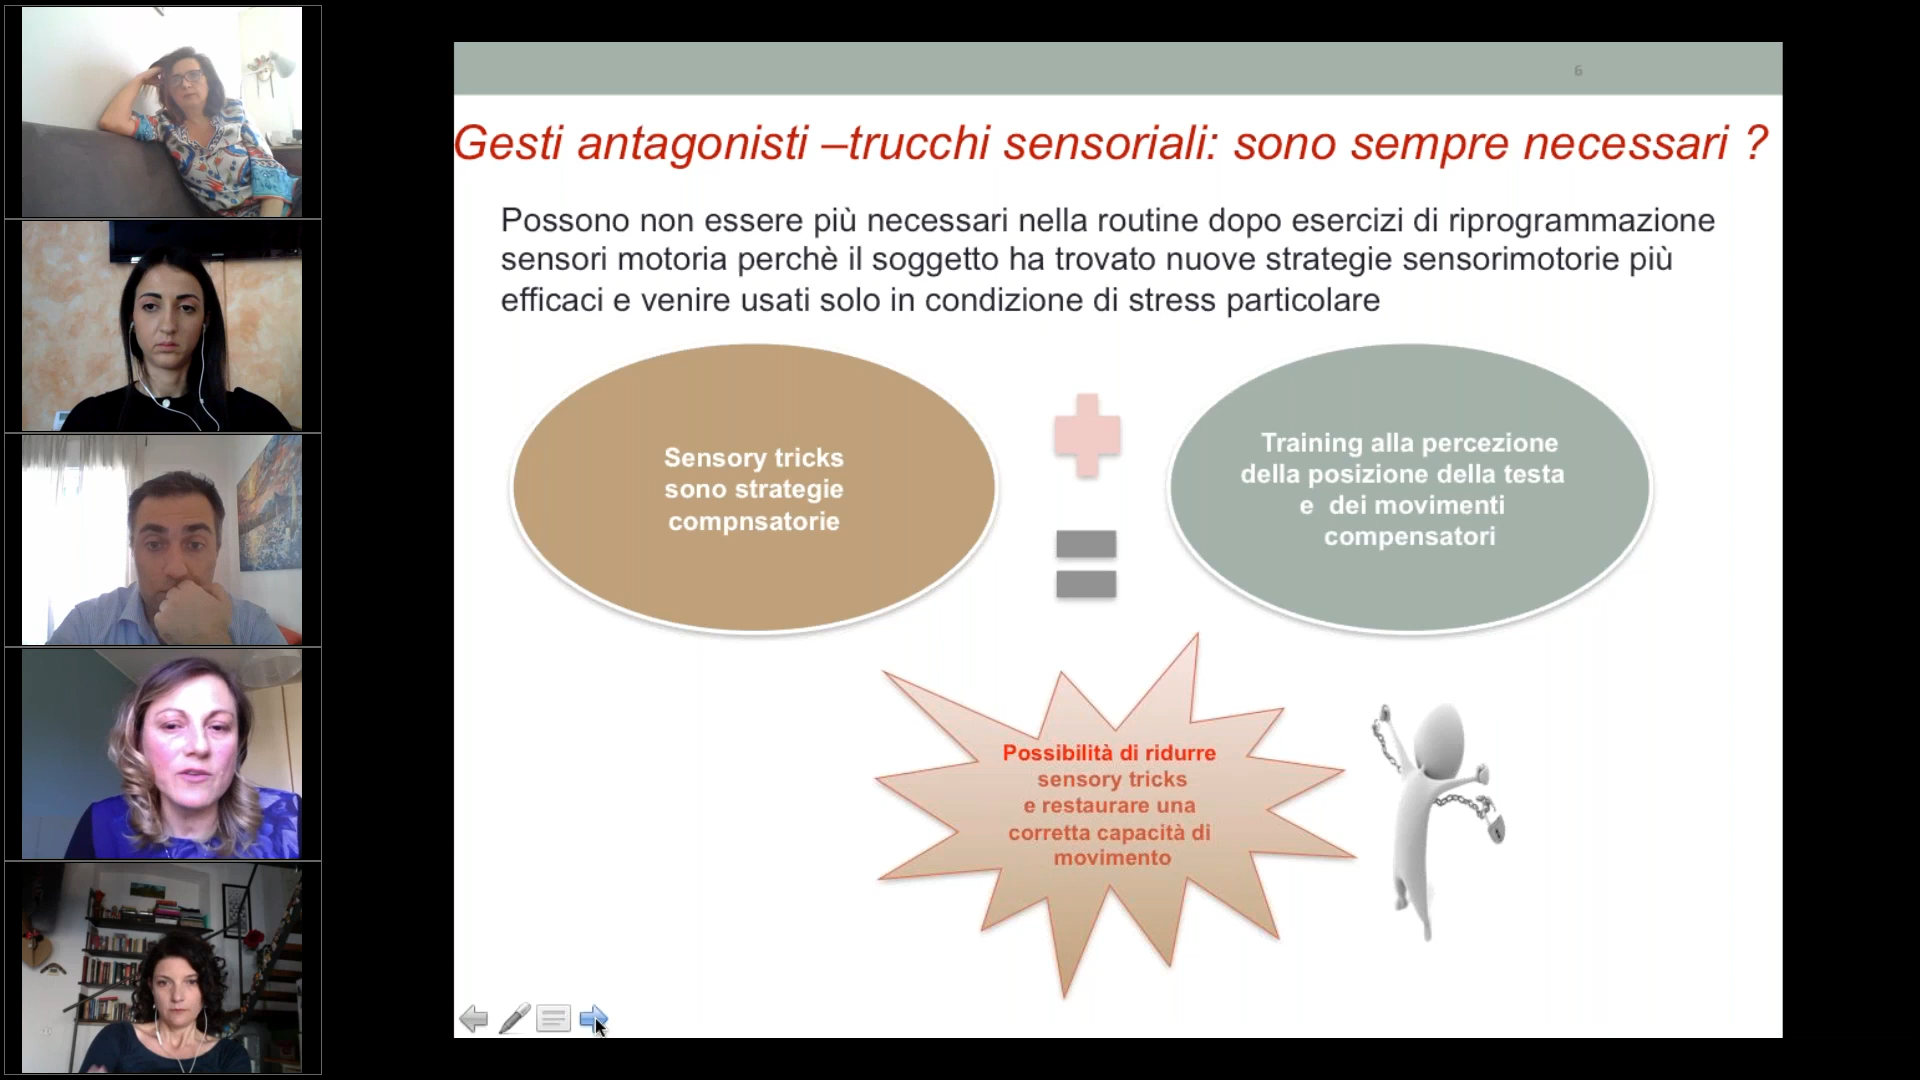 6
Gesti antagonisti –trucchi sensoriali: sono sempre necessari ?
Possono non essere più necessari nella routine dopo esercizi di riprogrammazione
sensori motoria perchè il soggetto ha trovato nuove strategie sensorimotorie più
efficaci e venire usati solo in condizione di stress particolare
Sensory tricks
sono strategie
compnsatorie
Training alla percezione
della posizione della testa
e dei movimenti
compensatori
Possibilità di ridurre
sensory tricks
e restaurare una
corretta capacità di
movimento